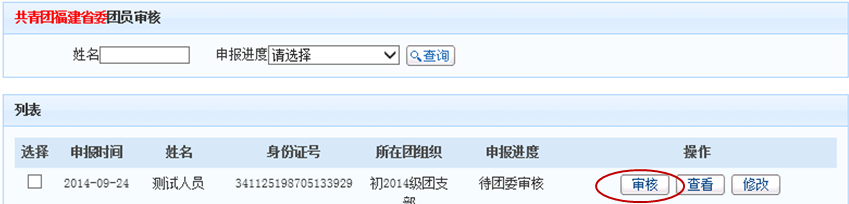 共青团福建省委团员审核
姓名 申报进度 请选择 查询
列表
选择 申报时间 姓名 身份证号 所在团组织 申报进度 操作
2014-09-24 测试人员 341125198705133929 初2014级团支 待团委审核 审核 查看 修改
部